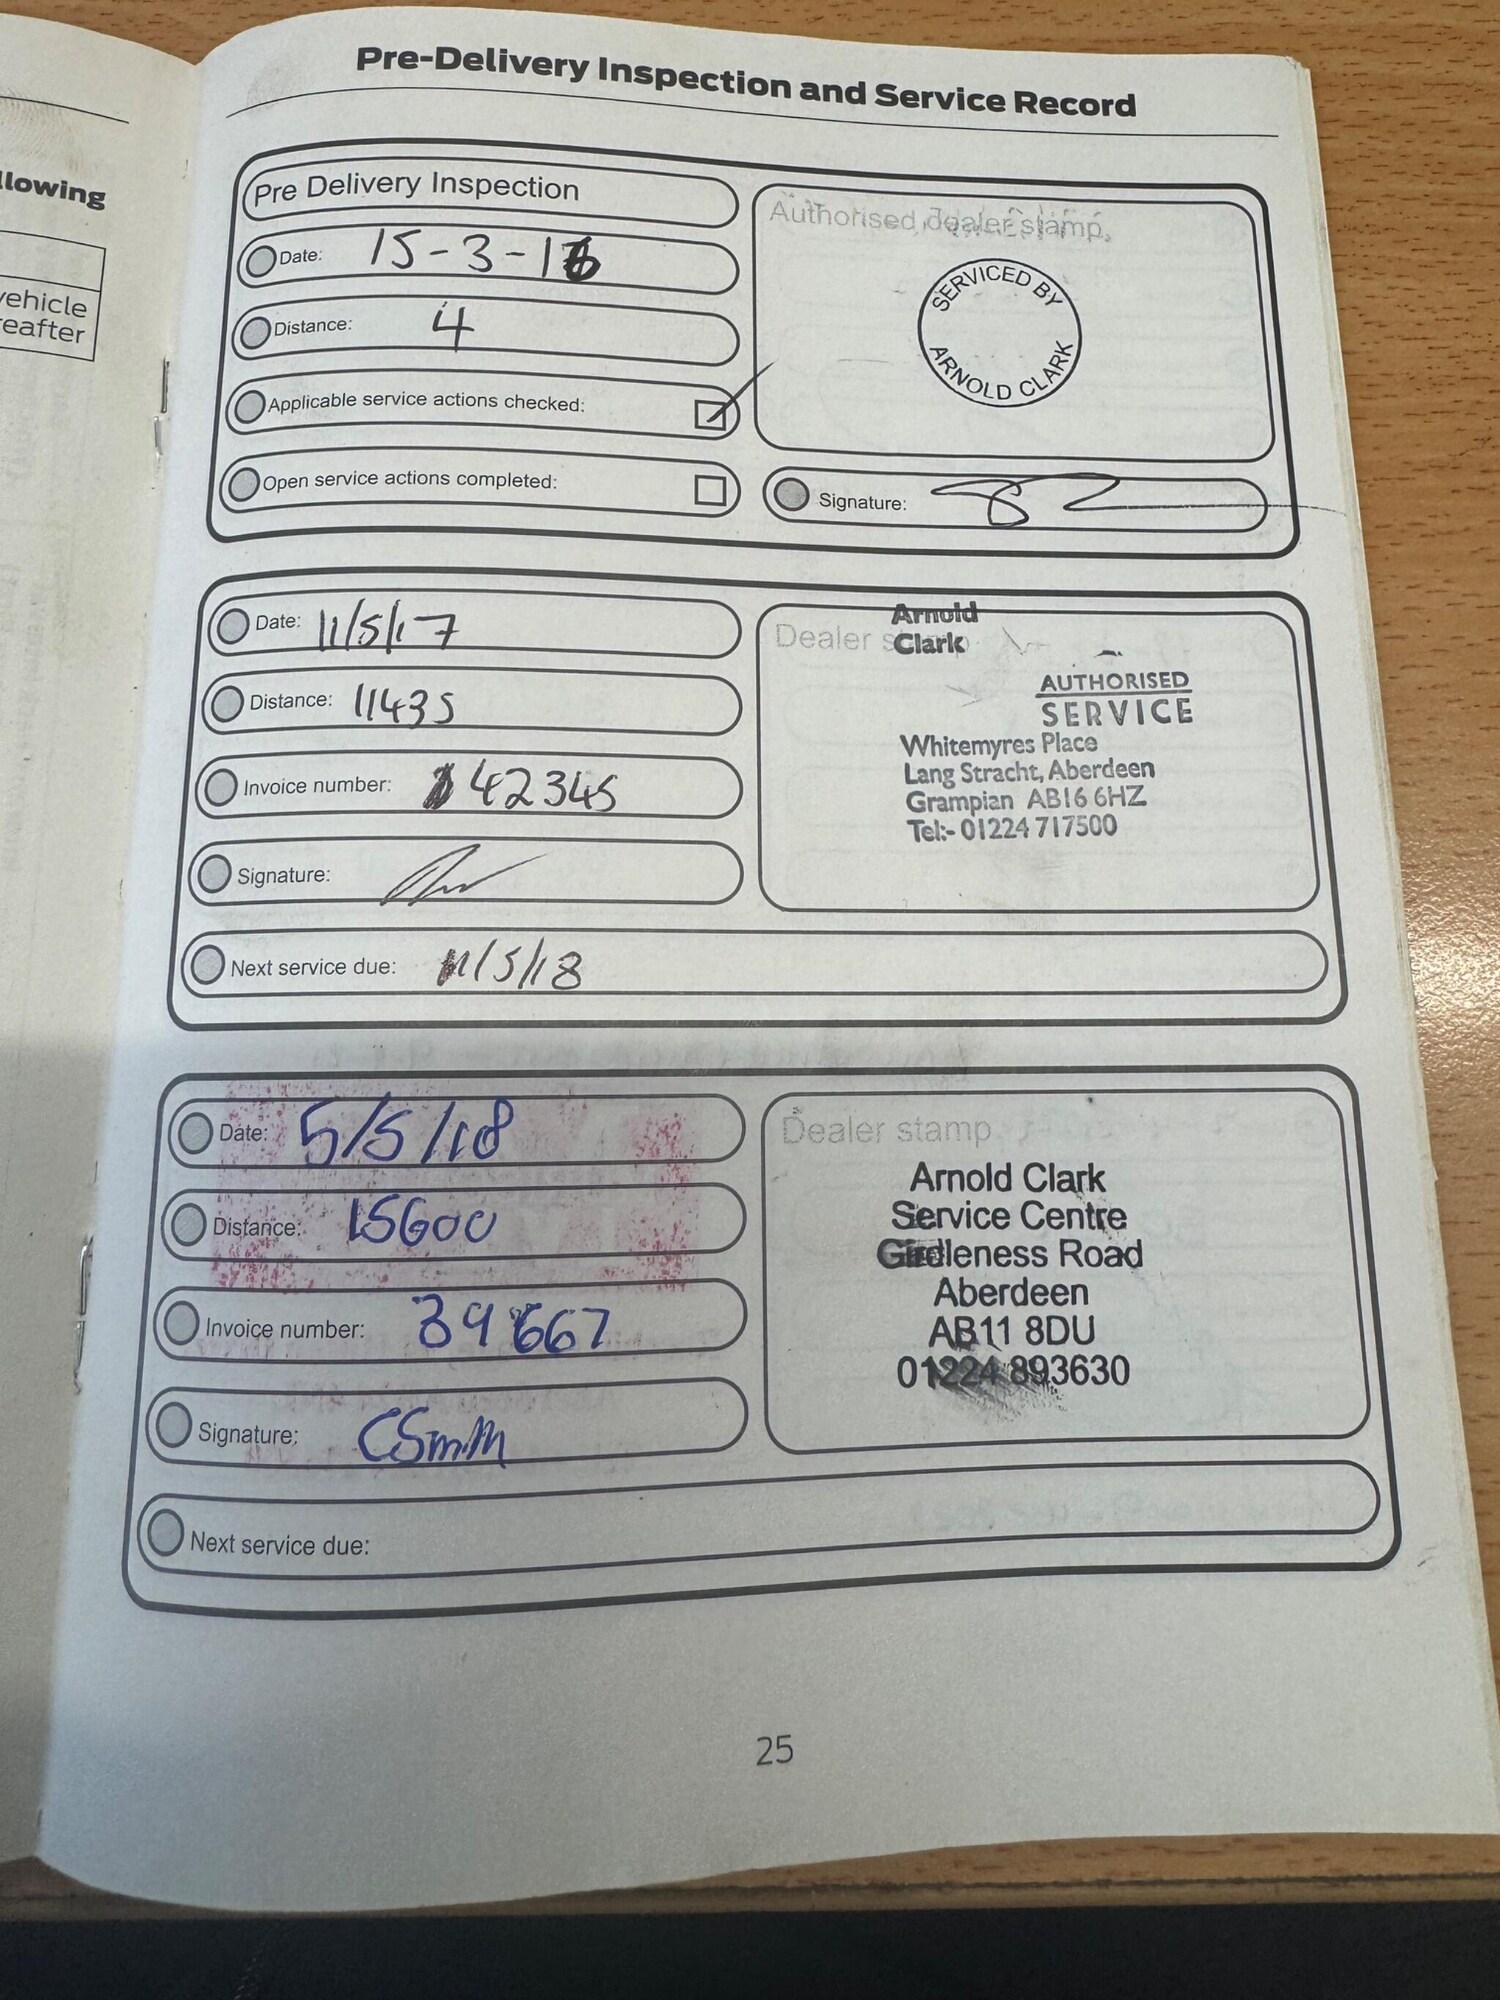 llowing
vehicle
reafter
Pre-Delivery Inspection and Service Record
Pre Delivery Inspection
Date: 15-3-16
Distance: 4
Applicable service actions checked:
Open service actions completed:
Authorised dealer stamp
SERVICED BY
ARNOLD CLARK
Signature:
Date: 11/5/17
Distance: 11435
Invoice number: 42345
Signature:
Next service due: 11/5/18
Dealer stamp
Arnold
Clark
AUTHORISED
SERVICE
Whitemyres Place
Lang Stracht, Aberdeen
Grampian AB16 6HZ
Tel:- 01224 717500
Date: 5/5/18
Distance: 15600
Invoice number: 39667
Signature: CSmith
Next service due:
Dealer stamp
Arnold Clark
Service Centre
Girdleness Road
Aberdeen
AB11 8DU
01224 893630
25